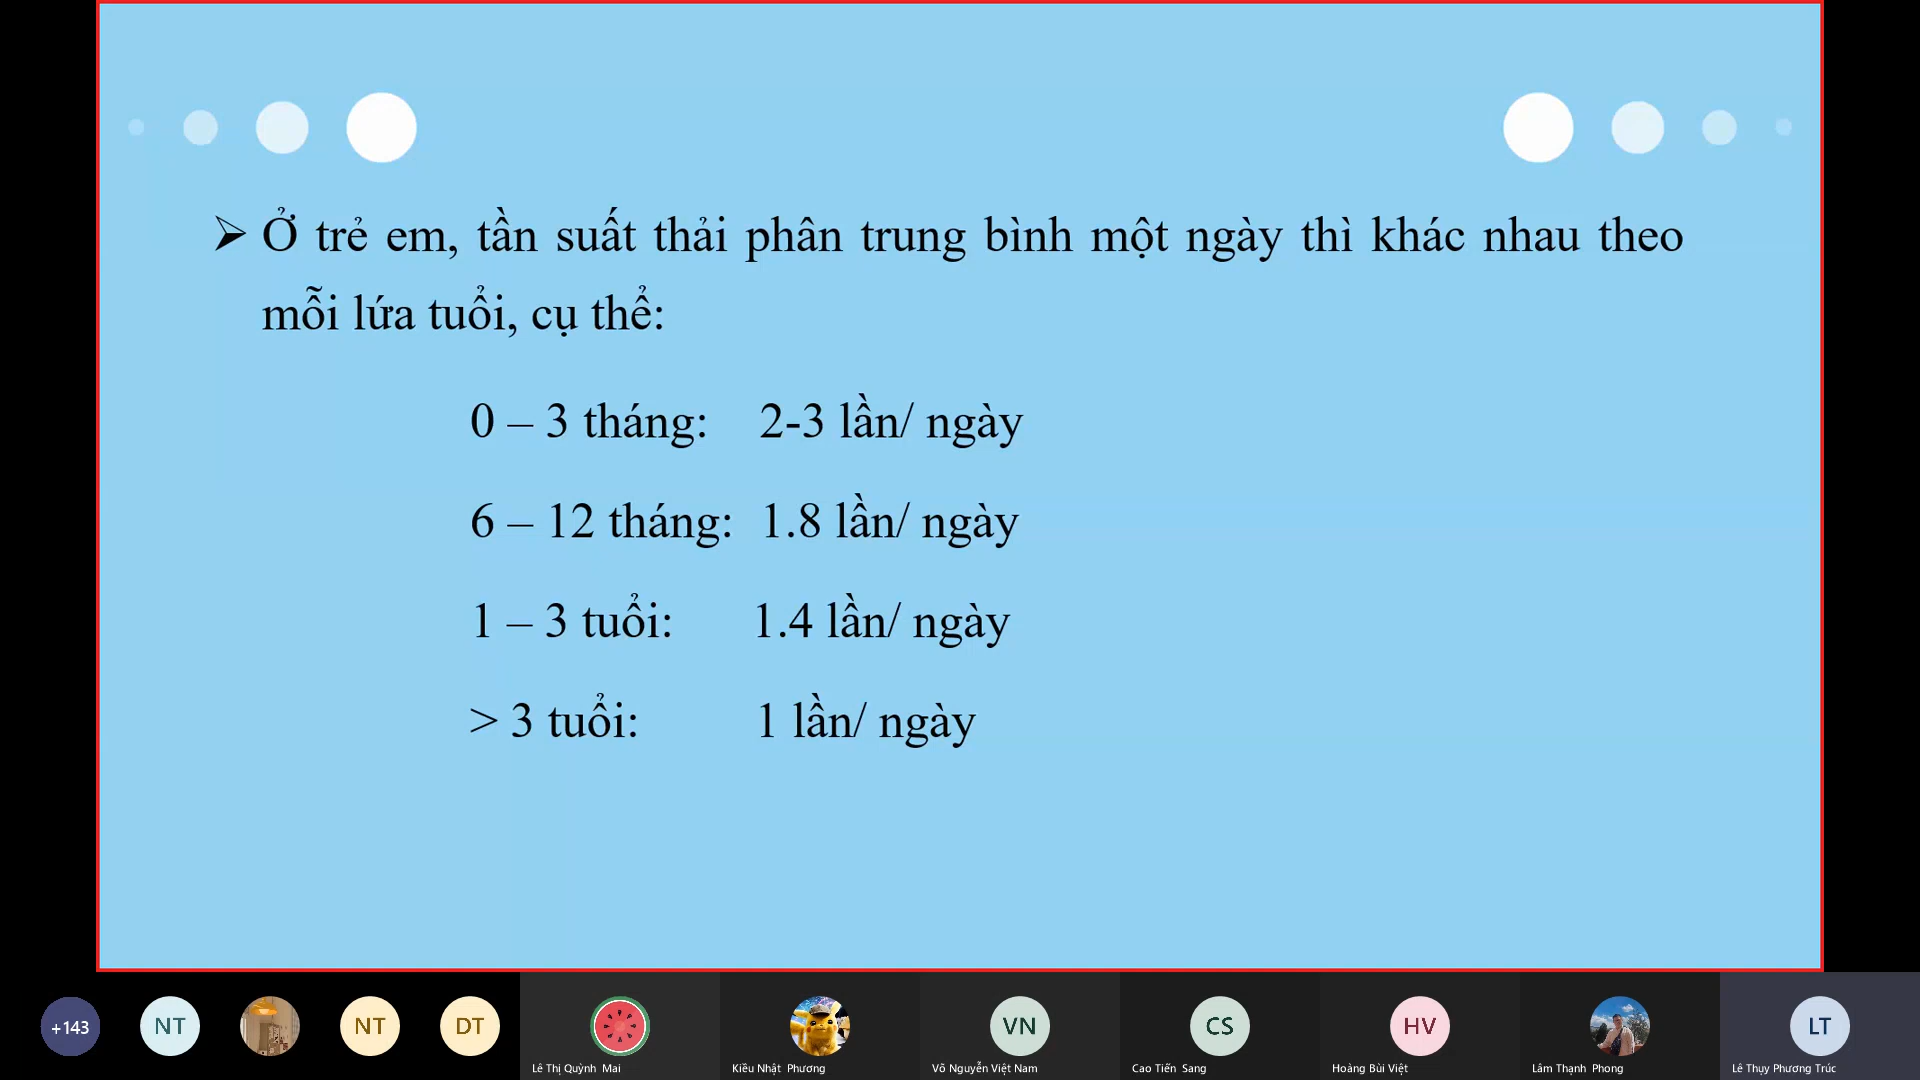 Ở trẻ em, tần suất thải phân trung bình một ngày thì khác nhau theo
mỗi lứa tuổi, cụ thể:
0 – 3 tháng: 2-3 lần/ ngày
6 – 12 tháng: 1.8 lần/ ngày
1 – 3 tuổi: 1.4 lần/ ngày
> 3 tuổi: 1 lần/ ngày
+143 NT NT DT VN CS HV LT
Lê Thị Quỳnh Mai Kiều Nhật Phương Võ Nguyễn Việt Nam Cao Tiến Sang Hoàng Bùi Việt Lâm Thạnh Phong Lê Thụy Phương Trúc